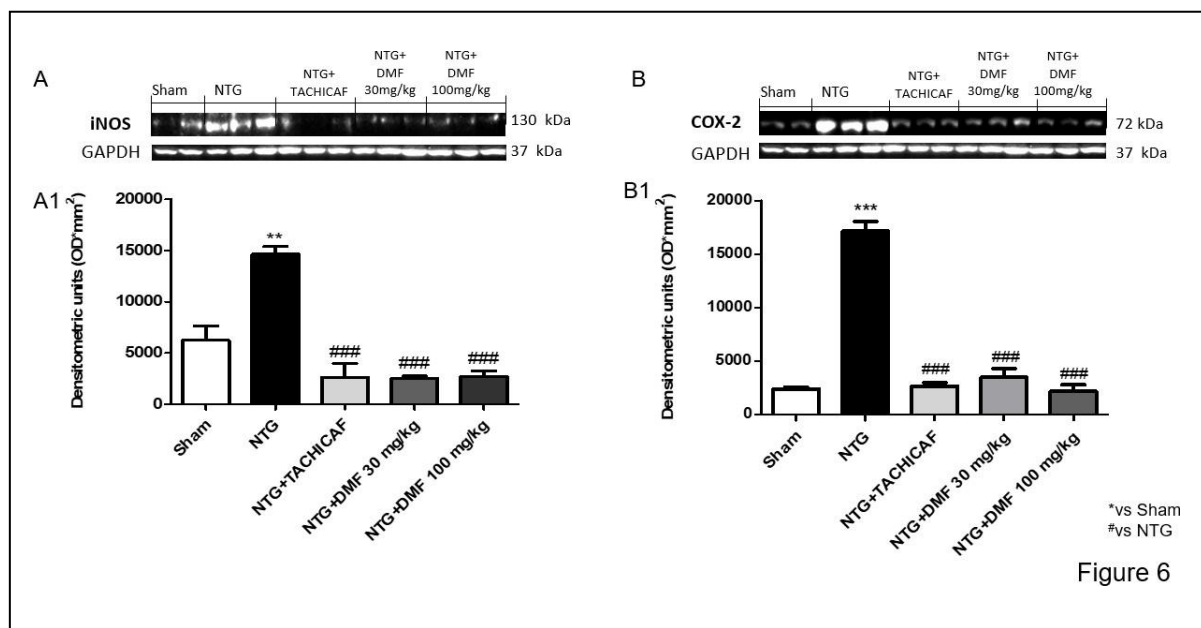 A
Sham
NTG
NTG+
TACHICAF
NTG+
DMF
30mg/kg
NTG+
DMF
100mg/kg
iNOS
130 kDa
GAPDH
37 kDa
A1
Densitometric units (OD*mm2)
20000
15000
10000
5000
0
**
###
###
###
Sham
NTG
NTG+TACHICAF
NTG+DMF 30 mg/kg
NTG+DMF 100 mg/kg
B
Sham
NTG
NTG+
TACHICAF
NTG+
DMF
30mg/kg
NTG+
DMF
100mg/kg
COX-2
72 kDa
GAPDH
37 kDa
B1
Densitometric units (OD*mm2)
20000
15000
10000
5000
0
***
###
###
###
Sham
NTG
NTG+TACHICAF
NTG+DMF 30 mg/kg
NTG+DMF 100 mg/kg
*vs Sham
#vs NTG
Figure 6